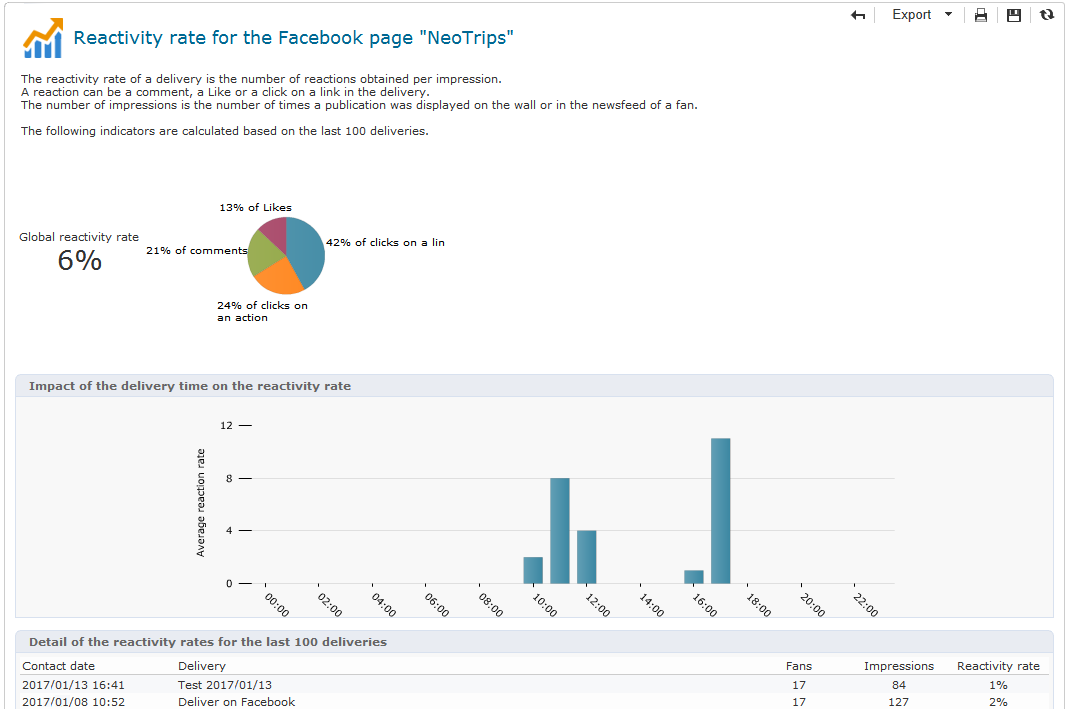 Export
Reactivity rate for the Facebook page "NeoTrips"
The reactivity rate of a delivery is the number of reactions obtained per impression.
A reaction can be a comment, a Like or a click on a link in the delivery.
The number of impressions is the number of times a publication was displayed on the wall or in the newsfeed of a fan.
The following indicators are calculated based on the last 100 deliveries.
13% of Likes
Global reactivity rate
6%
21% of comments
42% of clicks on a lin
24% of clicks on
an action
Impact of the delivery time on the reactivity rate
Average reaction rate
12
8
4
0
00:00 02:00 04:00 06:00 08:00 10:00 12:00 14:00 16:00 18:00 20:00 22:00
Detail of the reactivity rates for the last 100 deliveries
Contact date Delivery Fans Impressions Reactivity rate
2017/01/13 16:41 Test 2017/01/13 17 84 1%
2017/01/08 10:52 Deliver on Facebook 17 127 2%